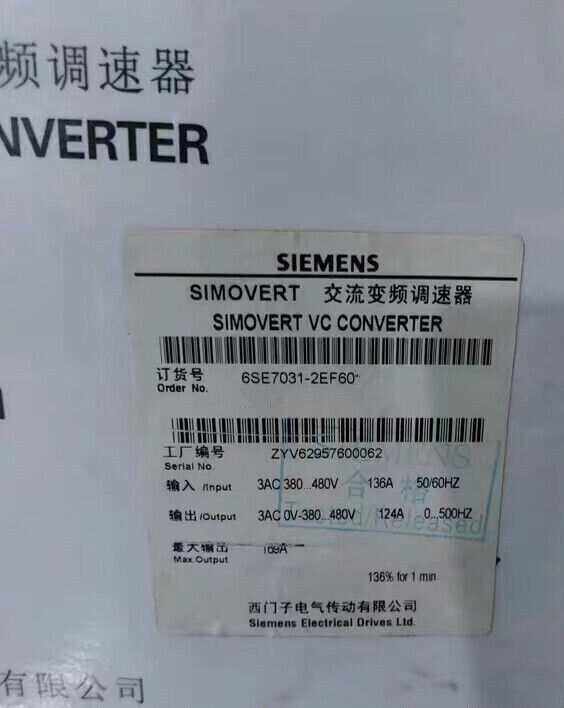 频调速器
NVERTER
SIEMENS
SIMOVERT 交流变频调速器
SIMOVERT VC CONVERTER
订货号 6SE7031-2EF60
Order No.
工厂编号 ZYV62957600062
Serial No.
输入 /Input 3AC 380...480V 136A 50/60HZ
输出 /Output 3AC 0V-380...480V 124A 0...500HZ
最大输出 169A
Max.Output
136% for 1 min
西门子电气传动有限公司
Siemens Electrical Drives Ltd.
SIEMENS
合格
Tested/Released
有限公司